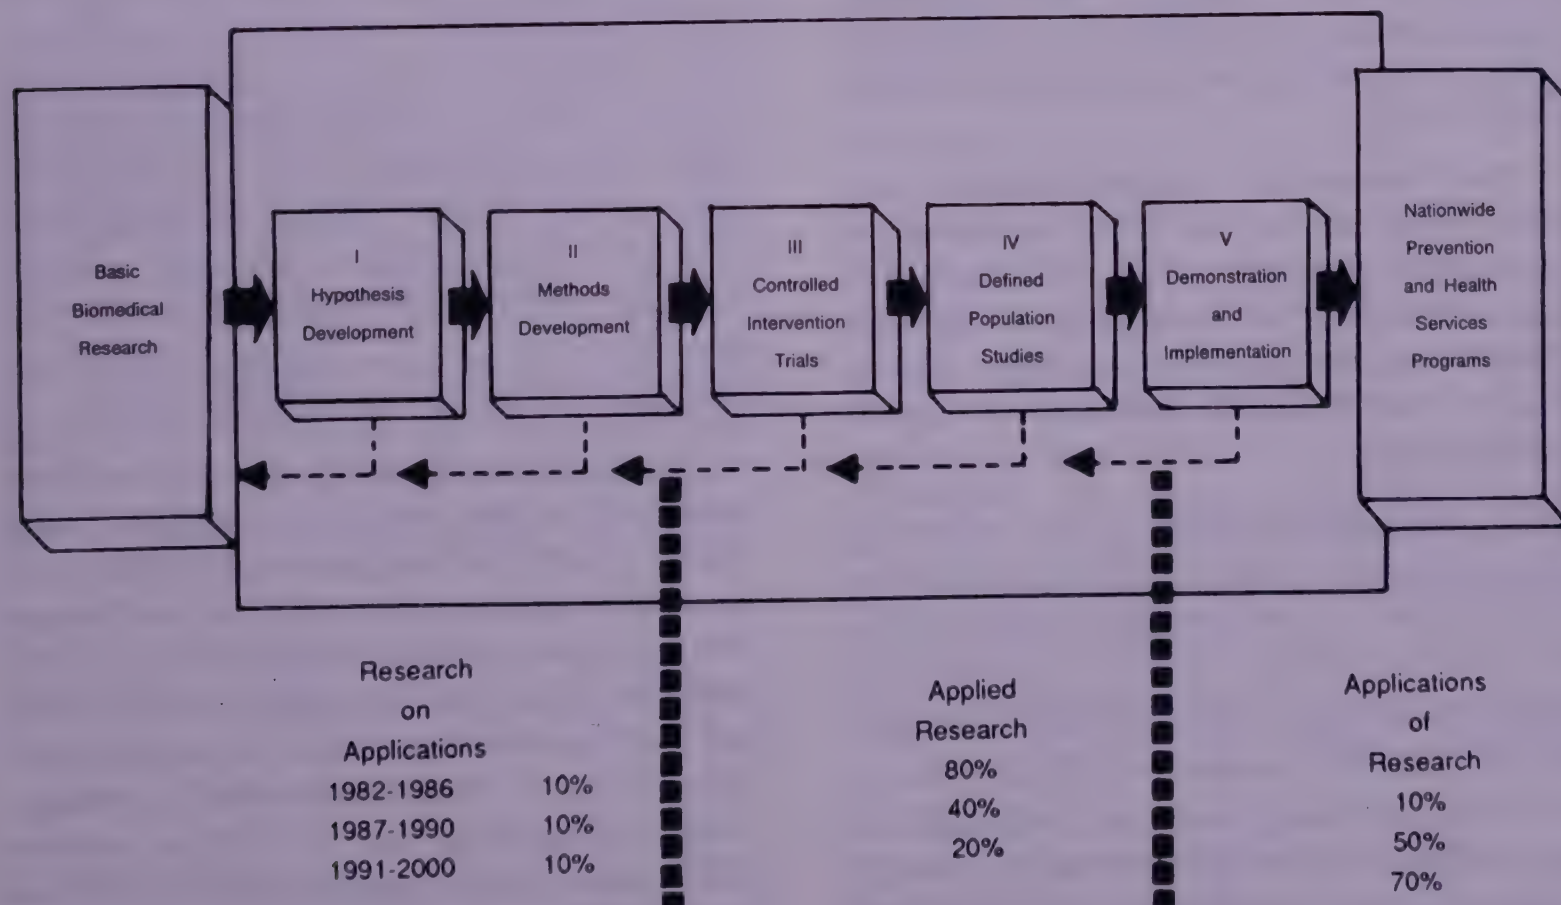 Basic
Biomedical
Research
I
Hypothesis
Development
II
Methods
Development
III
Controlled
Intervention
Trials
IV
Defined
Population
Studies
V
Demonstration
and
Implementation
Nationwide
Prevention
and Health
Services
Programs
Research
on
Applications
1982-1986 10%
1987-1990 10%
1991-2000 10%
Applied
Research
80%
40%
20%
Applications
of
Research
10%
50%
70%